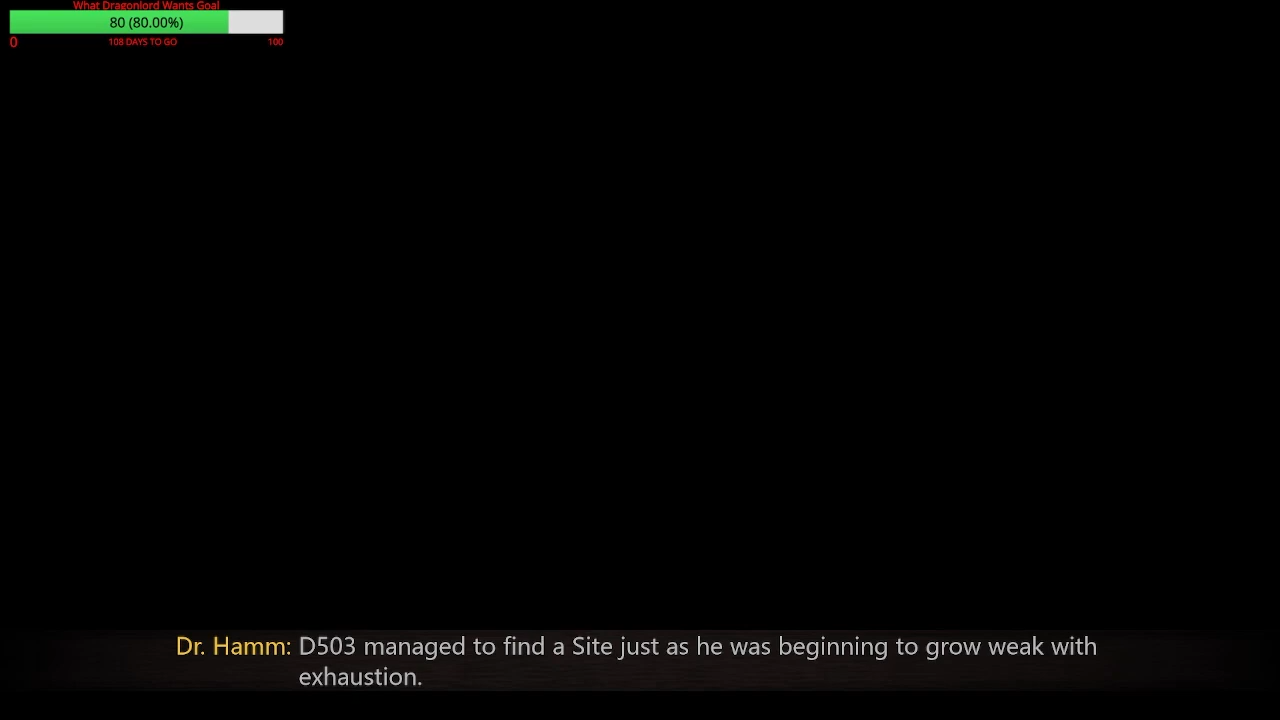 What Dragonlord Wants Goal
80 (80.00%)
0 108 DAYS TO GO 100
Dr. Hamm: D503 managed to find a Site just as he was beginning to grow weak with
exhaustion.